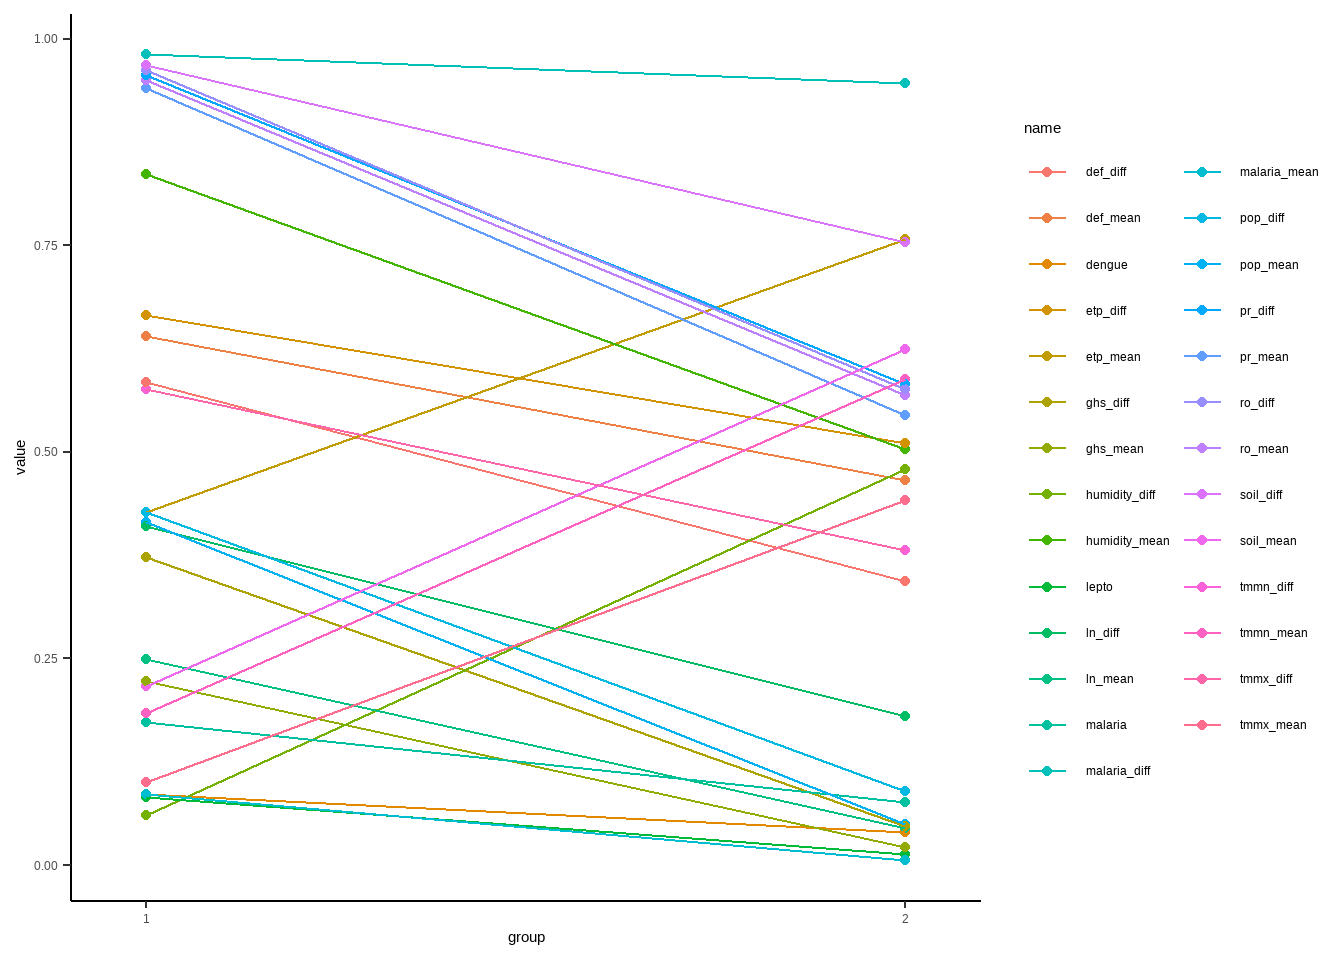 1.00
0.75
0.50
0.25
0.00
value
1
2
group
name
def_diff
def_mean
dengue
etp_diff
etp_mean
ghs_diff
ghs_mean
humidity_diff
humidity_mean
lepto
ln_diff
ln_mean
malaria
malaria_diff
malaria_mean
pop_diff
pop_mean
pr_diff
pr_mean
ro_diff
ro_mean
soil_diff
soil_mean
tmmn_diff
tmmn_mean
tmmx_diff
tmmx_mean